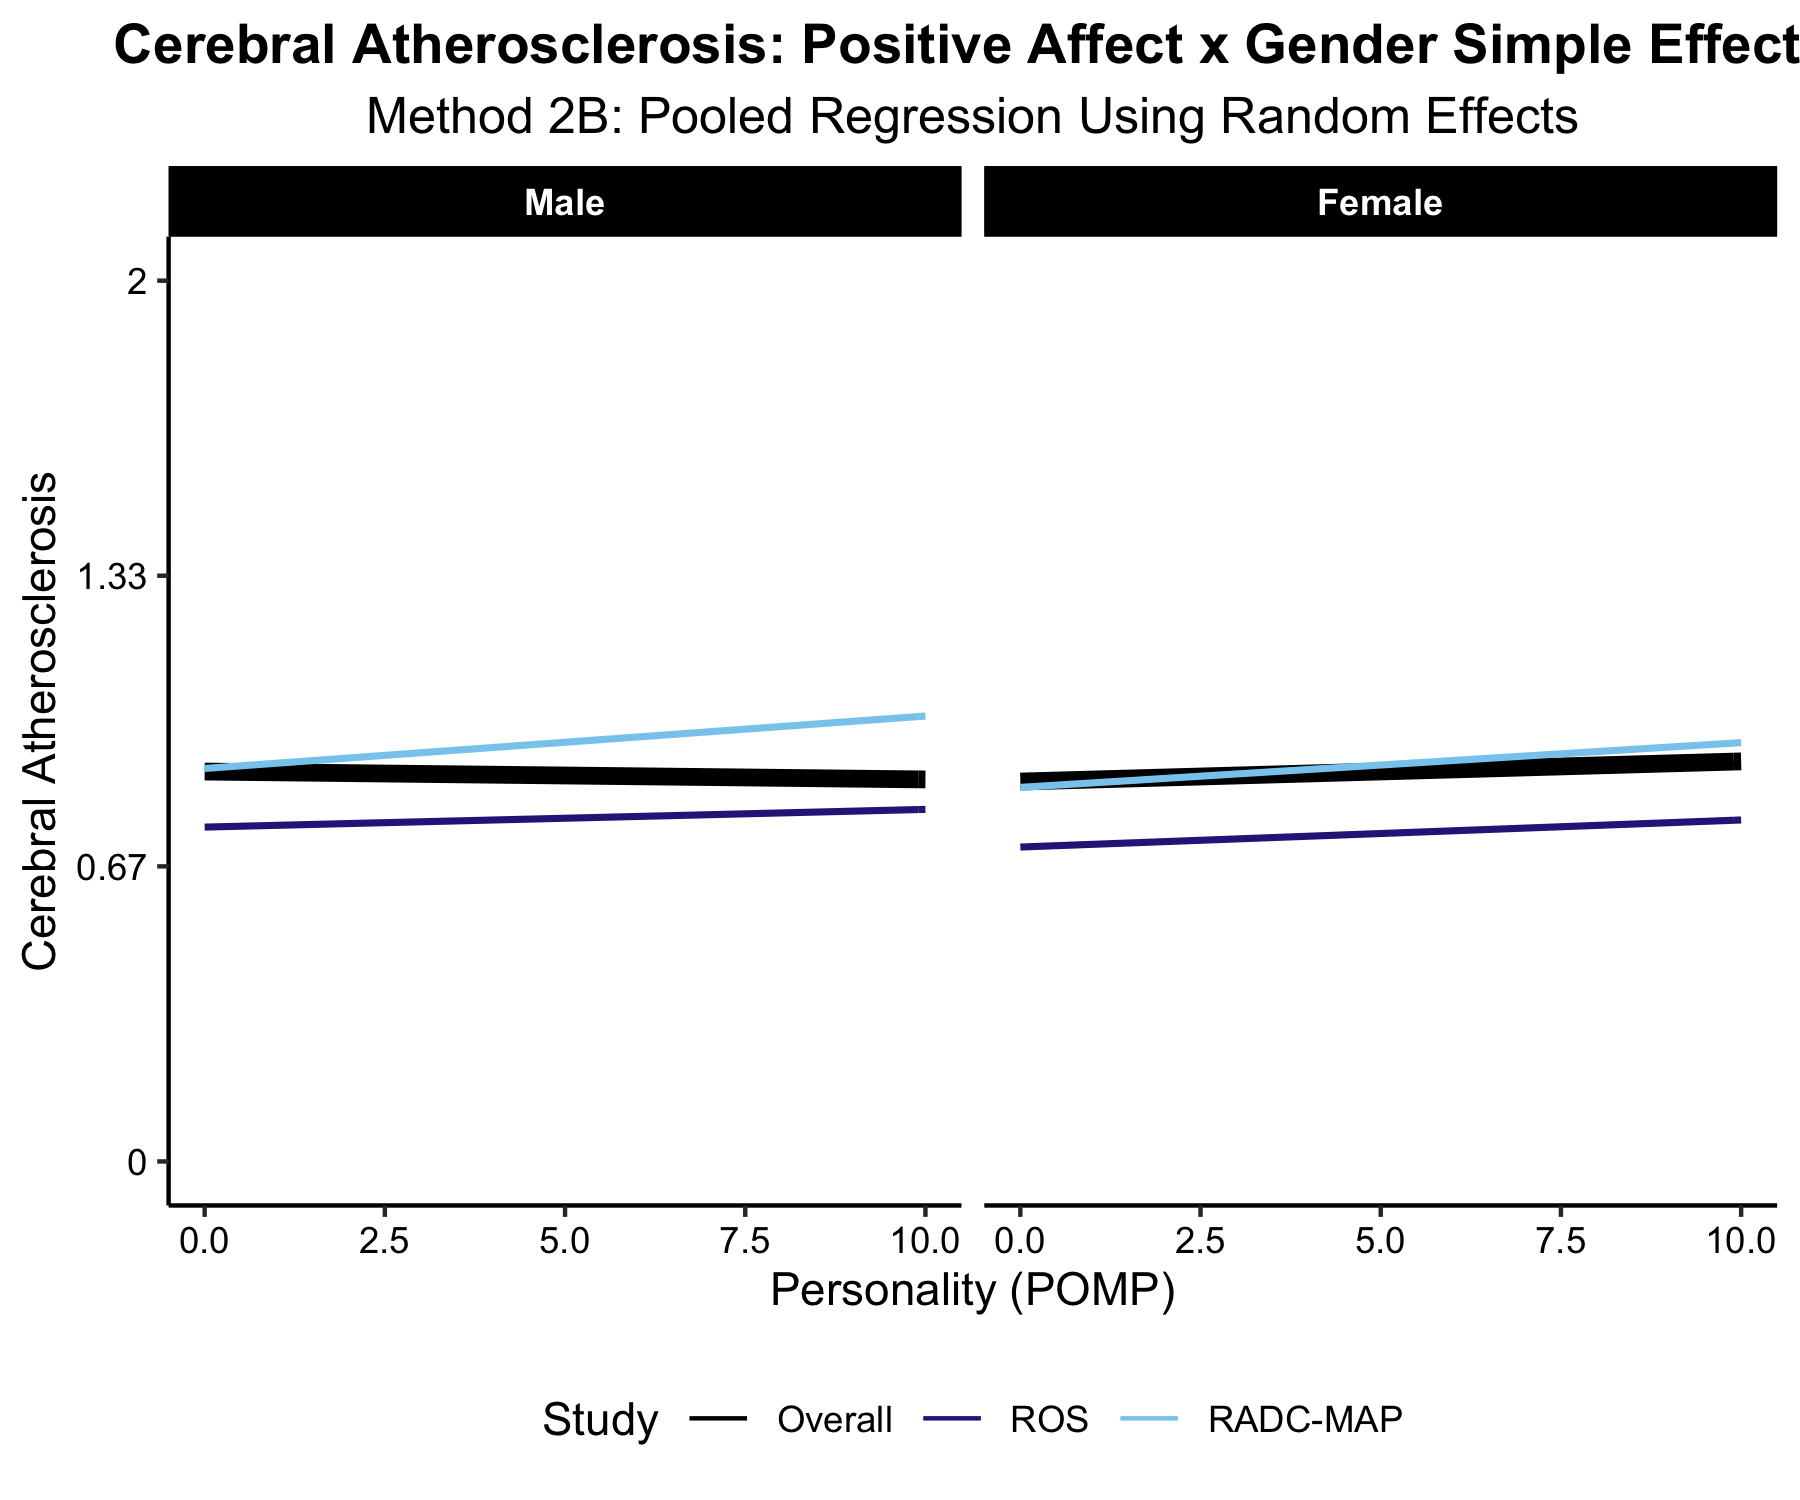 Cerebral Atherosclerosis: Positive Affect x Gender Simple Effect
Method 2B: Pooled Regression Using Random Effects
Male
Female
Cerebral Atherosclerosis
2
1.33
0.67
0
0.0 2.5 5.0 7.5 10.0 0.0 2.5 5.0 7.5 10.0
Personality (POMP)
Study Overall ROS RADC-MAP